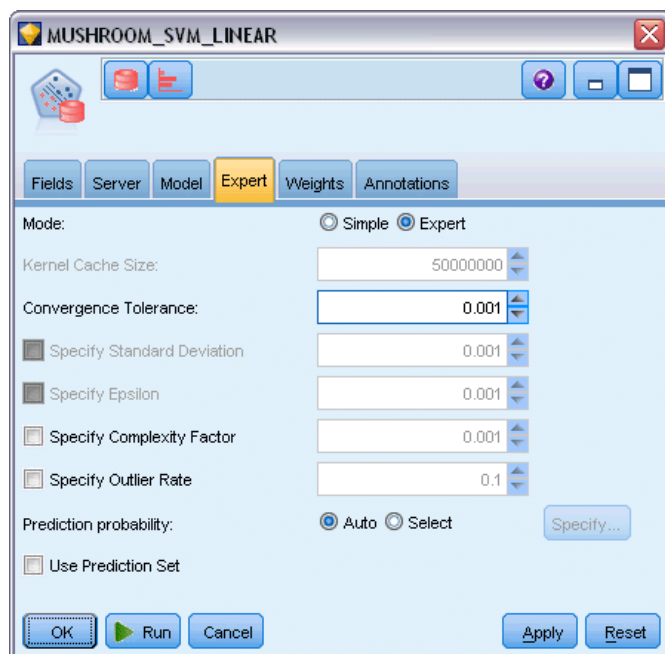 MUSHROOM_SVM_LINEAR
Fields Server Model Expert Weights Annotations
Mode: Simple Expert
Kernel Cache Size: 50000000
Convergence Tolerance: 0.001
Specify Standard Deviation 0.001
Specify Epsilon 0.001
Specify Complexity Factor 0.001
Specify Outlier Rate 0.1
Prediction probability: Auto Select Specify...
Use Prediction Set
OK Run Cancel Apply Reset